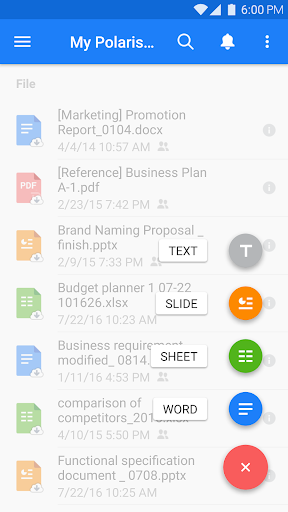 6:00 PM
My Polaris...
File
[Marketing] Promotion
Report_0104.docx
4/4/14 10:57 AM
[Reference] Business Plan
A-1.pdf
PDF
2/23/15 7:42 PM
Brand Naming Proposal _
finish.pptx
2/9/15 7:33 PM
TEXT
T
Budget planner 1 07-22
101626.xlsx
7/22/16 10:23 AM
SLIDE
Business requirement
modified_ 0814.
1/11/16 4:53 PM
SHEET
comparison of
competitors_20
4/10/15 5:50 PM
WORD
Functional specification
document _ 0708.pptx
7/22/16 10:25 AM